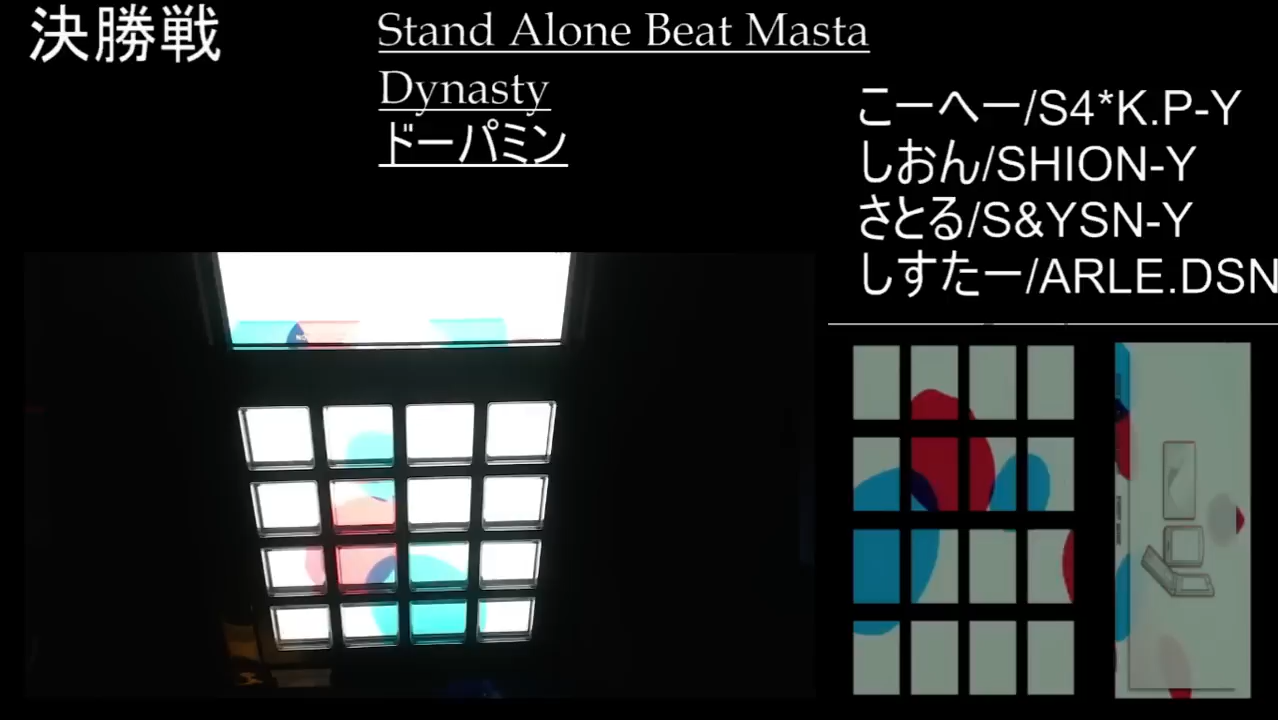 決勝戦
Stand Alone Beat Masta
Dynasty
ドーパミン
こーへー/S4*K.P-Y
しおん/SHION-Y
さとる/S&YSN-Y
しすたー/ARLE.DSN